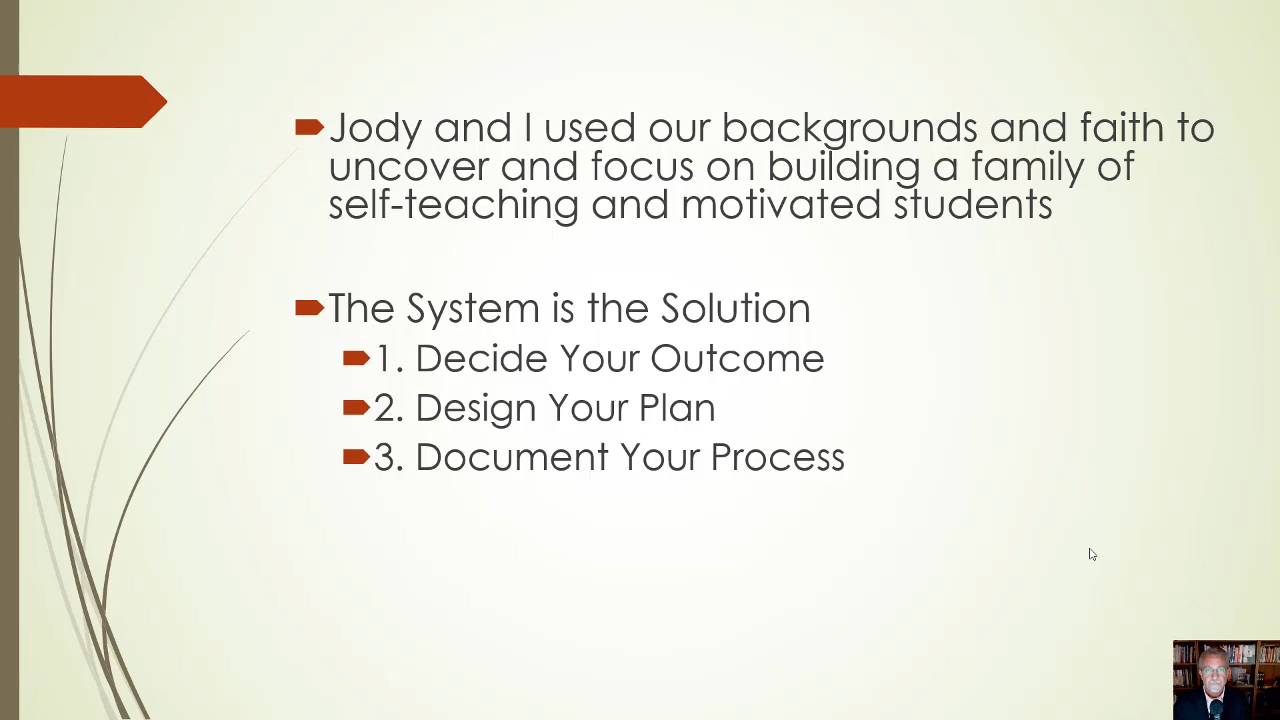 Jody and I used our backgrounds and faith to
uncover and focus on building a family of
self-teaching and motivated students
The System is the Solution
1. Decide Your Outcome
2. Design Your Plan
3. Document Your Process